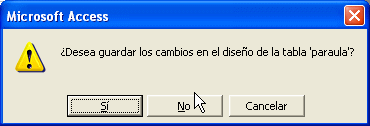 Microsoft Access
¿Desea guardar los cambios en el diseño de la tabla 'paraula'?
Sí No Cancelar